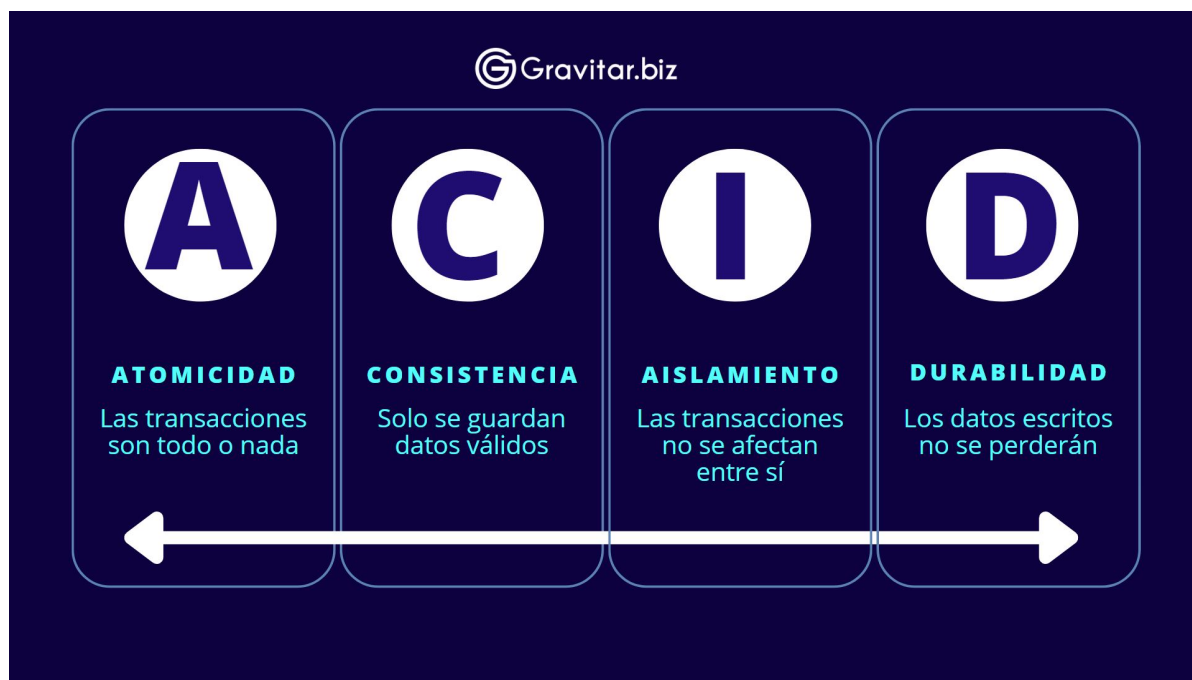 Gravitar.biz
A
C
I
D
ATOMICIDAD
Las transacciones
son todo o nada
CONSISTENCIA
Solo se guardan
datos válidos
AISLAMIENTO
Las transacciones
no se afectan
entre sí
DURABILIDAD
Los datos escritos
no se perderán